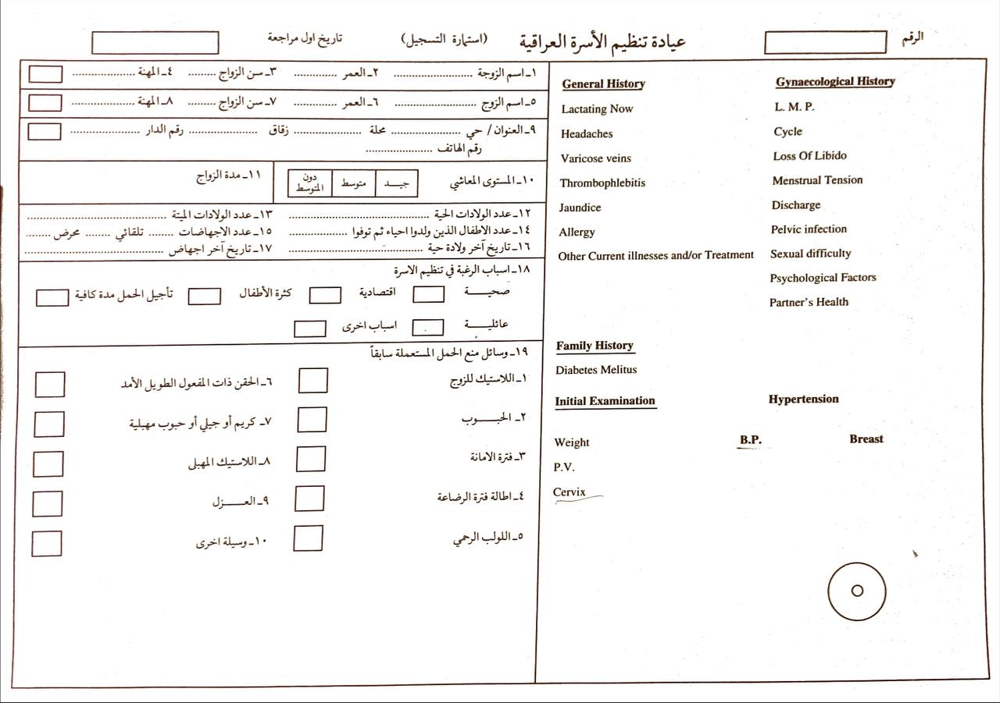 الرقم عيادة تنظيم الأسرة العراقية (استمارة التسجيل) تاريخ اول مراجعة
١ـ اسم الزوجة ........................ ٢ـ العمر .............. ٣ـ سن الزواج ......... ٤ـ المهنة ...................
٥ـ اسم الزوج ........................ ٦ـ العمر .............. ٧ـ سن الزواج ......... ٨ـ المهنة ...................
٩ـ العنوان / حي ..................... محلة ..................... زقاق ..................... رقم الدار .....................
رقم الهاتف .....................
١٠ـ المستوى المعاشي جيــد متوسط دون المتوسط ١١ـ مدة الزواج
١٢ـ عدد الولادات الحية ........................ ١٣ـ عدد الولادات الميتة ........................
١٤ـ عدد الاطفال الذين ولدوا احياء ثم توفوا .................. ١٥ـ عدد الاجهاضات ........ تلقائي ........ محرض ........
١٦ـ تاريخ آخر ولادة حية ........................ ١٧ـ تاريخ آخر اجهاض ........................
١٨ـ اسباب الرغبة في تنظيم الاسرة
صحيــــة اقتصادية كثرة الأطفال تأجيل الحمل مدة كافية
عائليــــة اسباب اخرى
١٩ـ وسائل منع الحمل المستعملة سابقاً
١ـ اللاستيك للزوج ٦ـ الحقن ذات المفعول الطويل الأمد
٢ـ الحبــــوب ٧ـ كريم أو جيلي أو حبوب مهبلية
٣ـ فترة الامانة ٨ـ اللاستيك المهبلى
٤ـ اطالة فترة الرضاعة ٩ـ العــــزل
٥ـ اللولب الرحمي ١٠ـ وسيلة اخرى
General History Gynaecological History
Lactating Now L. M. P.
Headaches Cycle
Varicose veins Loss Of Libido
Thrombophlebitis Menstrual Tension
Jaundice Discharge
Allergy Pelvic infection
Other Current illnesses and/or Treatment Sexual difficulty
Psychological Factors
Partner's Health
Family History
Diabetes Melitus
Initial Examination Hypertension
Weight B.P. Breast
P.V.
Cervix